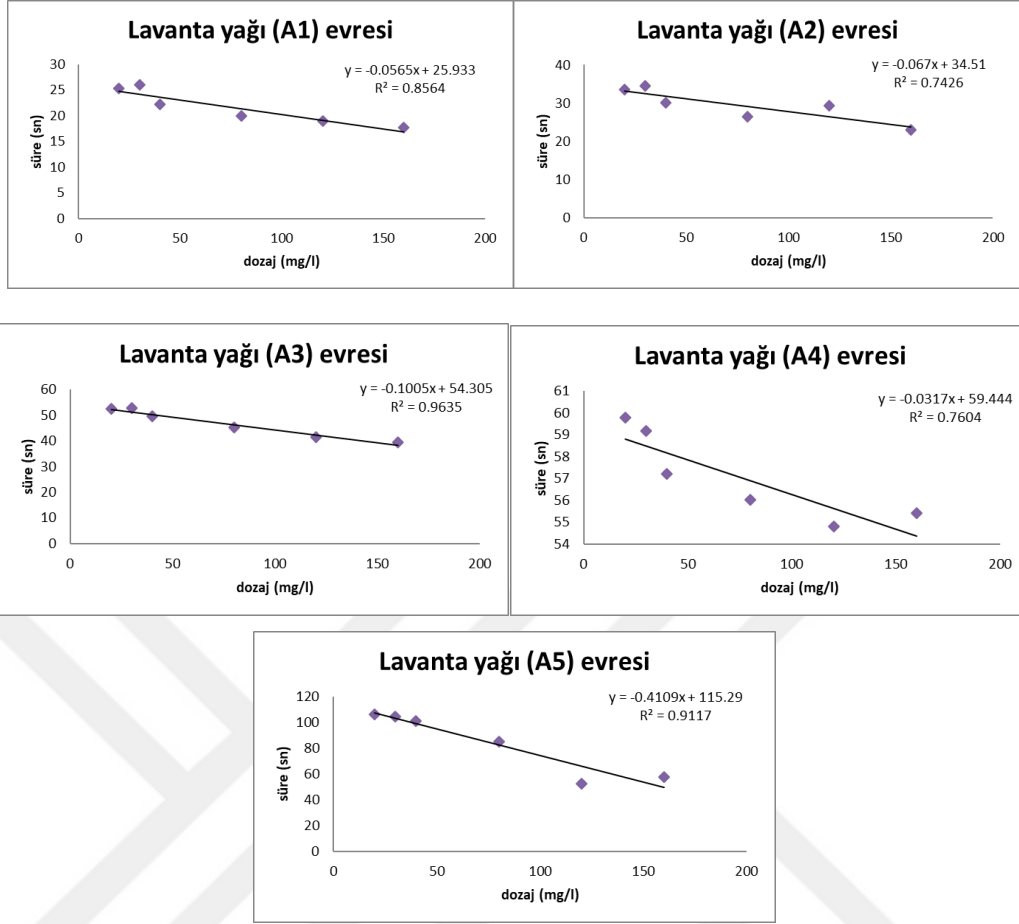 Lavanta yağı (A1) evresi
y = -0.0565x + 25.933
R² = 0.8564
30
25
20
15
10
5
0
süre (sn)
0 50 100 150 200
dozaj (mg/l)
Lavanta yağı (A2) evresi
y = -0.067x + 34.51
R² = 0.7426
40
30
20
10
0
süre (sn)
0 50 100 150 200
dozaj (mg/l)
Lavanta yağı (A3) evresi
y = -0.1005x + 54.305
R² = 0.9635
60
50
40
30
20
10
0
süre (sn)
0 50 100 150 200
dozaj (mg/l)
Lavanta yağı (A4) evresi
y = -0.0317x + 59.444
R² = 0.7604
61
60
59
58
57
56
55
54
süre (sn)
0 50 100 150 200
dozaj (mg/l)
Lavanta yağı (A5) evresi
y = -0.4109x + 115.29
R² = 0.9117
120
100
80
60
40
20
0
süre (sn)
0 50 100 150 200
dozaj (mg/l)